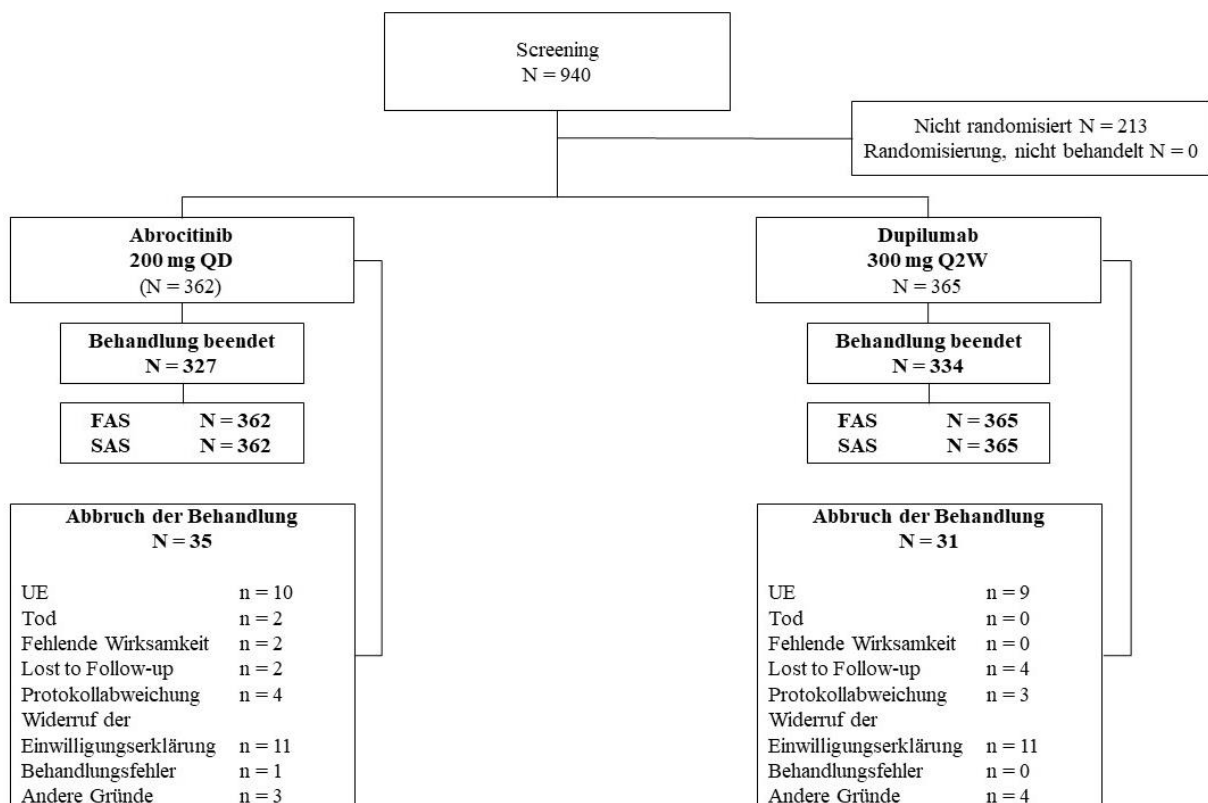 Screening
N = 940
Nicht randomisiert N = 213
Randomisierung, nicht behandelt N = 0
Abrocitinib
200 mg QD
(N = 362)
Dupilumab
300 mg Q2W
N = 365
Behandlung beendet
N = 327
Behandlung beendet
N = 334
FAS N = 362
SAS N = 362
FAS N = 365
SAS N = 365
Abbruch der Behandlung
N = 35
UE n = 10
Tod n = 2
Fehlende Wirksamkeit n = 2
Lost to Follow-up n = 2
Protokollabweichung n = 4
Widerruf der
Einwilligungserklärung n = 11
Behandlungsfehler n = 1
Andere Gründe n = 3
Abbruch der Behandlung
N = 31
UE n = 9
Tod n = 0
Fehlende Wirksamkeit n = 0
Lost to Follow-up n = 4
Protokollabweichung n = 3
Widerruf der
Einwilligungserklärung n = 11
Behandlungsfehler n = 0
Andere Gründe n = 4